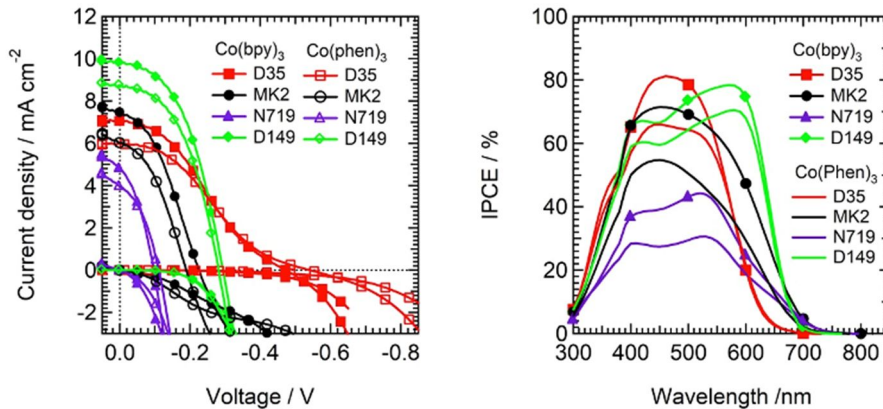 Current density / mA cm⁻²
10
8
6
4
2
0
-2
0.0 -0.2 -0.4 -0.6 -0.8
Voltage / V
Co(bpy)₃ Co(phen)₃
D35 D35
MK2 MK2
N719 N719
D149 D149
IPCE / %
100
80
60
40
20
0
300 400 500 600 700 800
Wavelength /nm
Co(bpy)₃
D35
MK2
N719
D149
Co(Phen)₃
D35
MK2
N719
D149